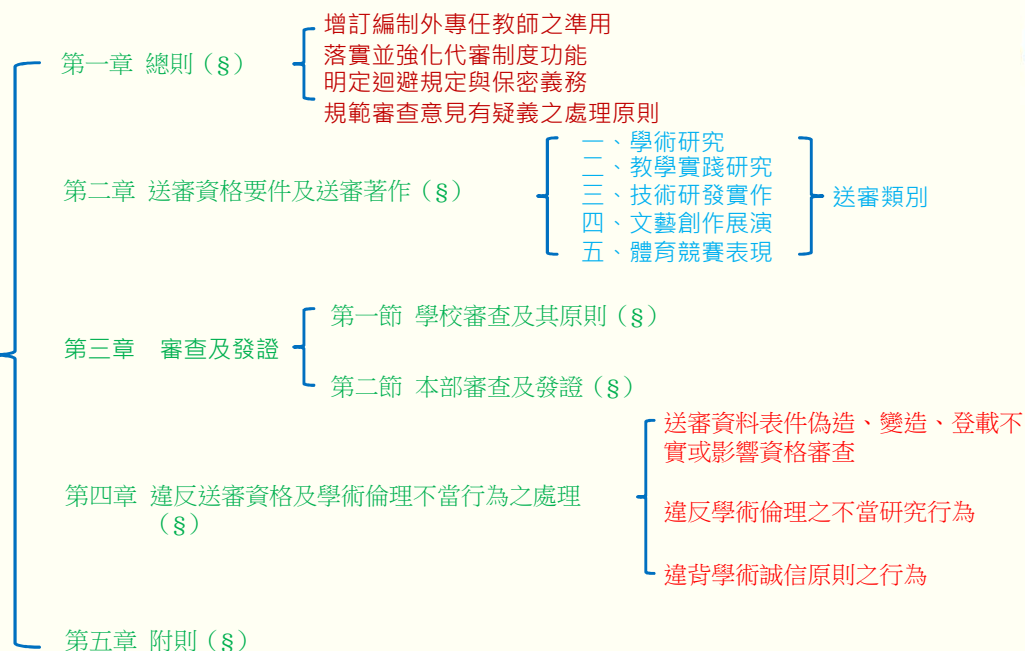 第一章 總則（§）
增訂編制外專任教師之準用
落實並強化代審制度功能
明定迴避規定與保密義務
規範審查意見有疑義之處理原則
第二章 送審資格要件及送審著作（§）
一、學術研究
二、教學實踐研究
三、技術研發實作
四、文藝創作展演
五、體育競賽表現
送審類別
第三章　審查及發證
第一節 學校審查及其原則（§）
第二節 本部審查及發證（§）
第四章 違反送審資格及學術倫理不當行為之處理
（§）
送審資料表件偽造、變造、登載不
實或影響資格審查
違反學術倫理之不當研究行為
違背學術誠信原則之行為
第五章 附則（§）